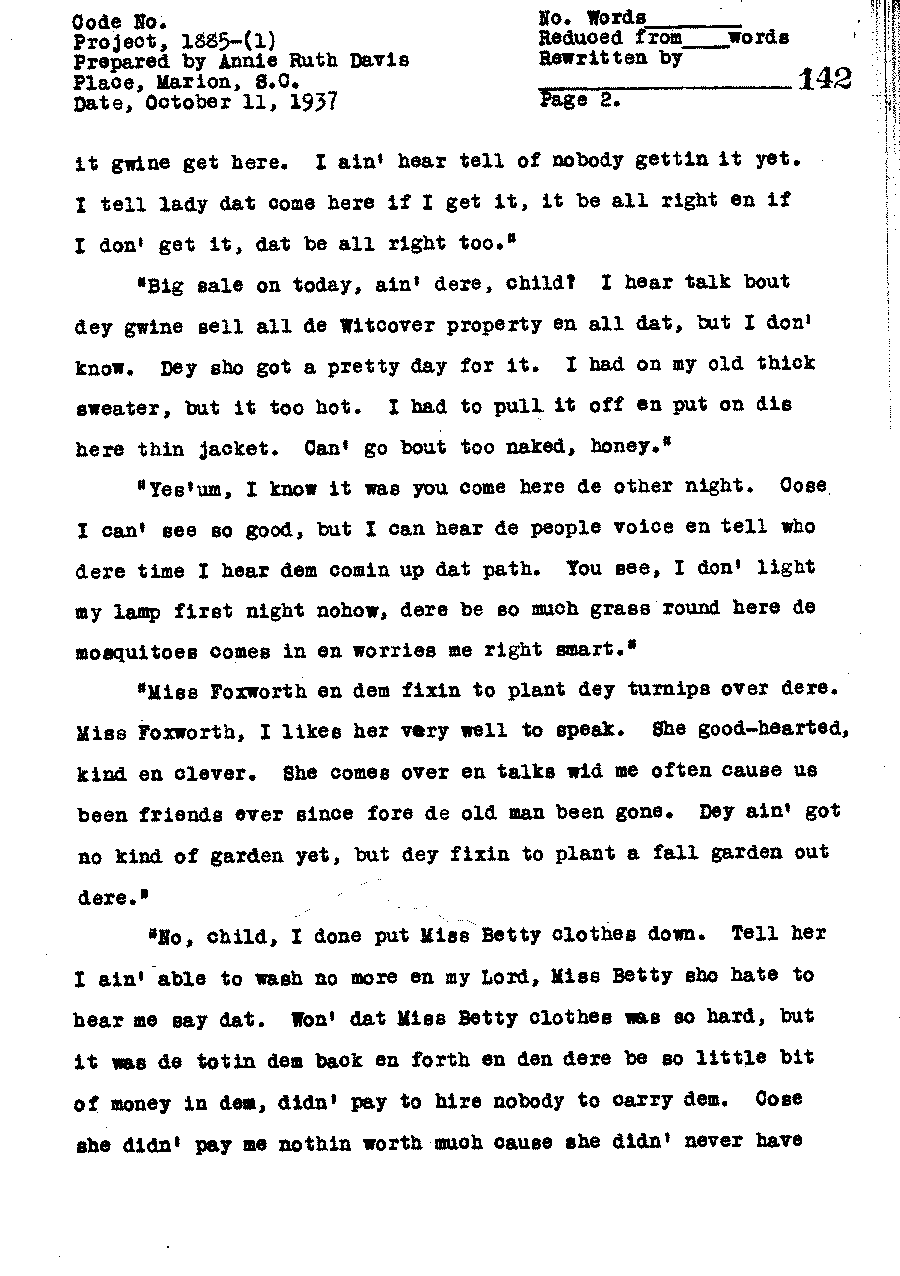 Code No.
Project, 1885-(1)
Prepared by Annie Ruth Davis
Place, Marion, S.C.
Date, October 11, 1937
No. Words
Reduced from____words
Rewritten by
142
Page 2.
it gwine get here. I ain' hear tell of nobody gettin it yet.
I tell lady dat come here if I get it, it be all right en if
I don' get it, dat be all right too."
"Big sale on today, ain' dere, child? I hear talk bout
dey gwine sell all de Witcover property en all dat, but I don'
know. Dey sho got a pretty day for it. I had on my old thick
sweater, but it too hot. I had to pull it off en put on dis
here thin jacket. Can' go bout too naked, honey."
"Yes'um, I know it was you come here de other night. Cose
I can' see so good, but I can hear de people voice en tell who
dere time I hear dem comin up dat path. You see, I don' light
my lamp first night nohow, dere be so much grass round here de
mosquitoes comes in en worries me right smart."
"Miss Foxworth en dem fixin to plant dey turnips over dere.
Miss Foxworth, I likes her very well to speak. She good-hearted,
kind en clever. She comes over en talks wid me often cause us
been friends ever since fore de old man been gone. Dey ain' got
no kind of garden yet, but dey fixin to plant a fall garden out
dere."
"No, child, I done put Miss Betty clothes down. Tell her
I ain' able to wash no more en my Lord, Miss Betty sho hate to
hear me say dat. Won' dat Miss Betty clothes was so hard, but
it was de totin dem back en forth en den dere be so little bit
of money in dem, didn' pay to hire nobody to carry dem. Cose
she didn' pay me nothin worth much cause she didn' never have